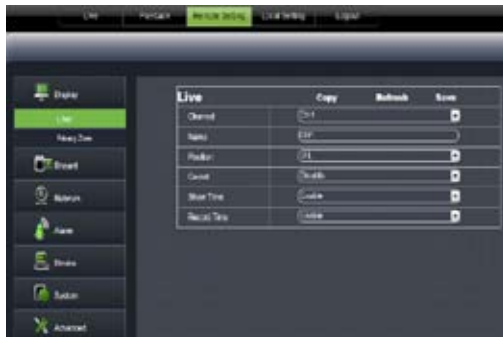 Live Playback Remote Setting Local Setting Logout
Display
Live
Privacy Zone
Record
Network
Alarm
Device
System
Advanced
Live Copy Refresh Save
Channel
Name
Position
Covert Disable
Show Time Enable
Record Time Enable